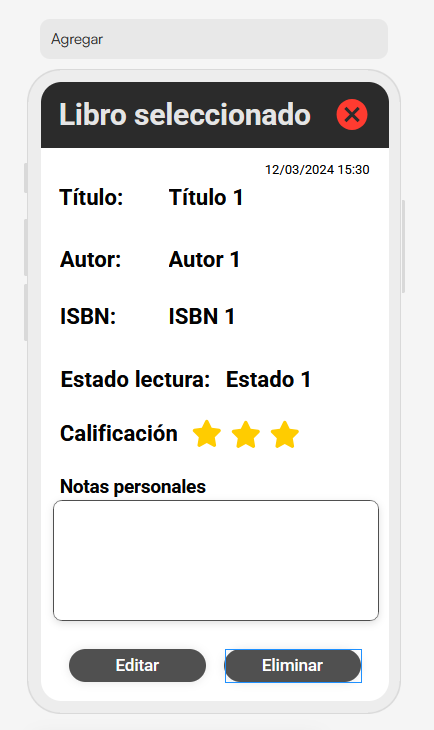 Agregar
Libro seleccionado
12/03/2024 15:30
Título: Título 1
Autor: Autor 1
ISBN: ISBN 1
Estado lectura: Estado 1
Calificación
Notas personales
Editar Eliminar